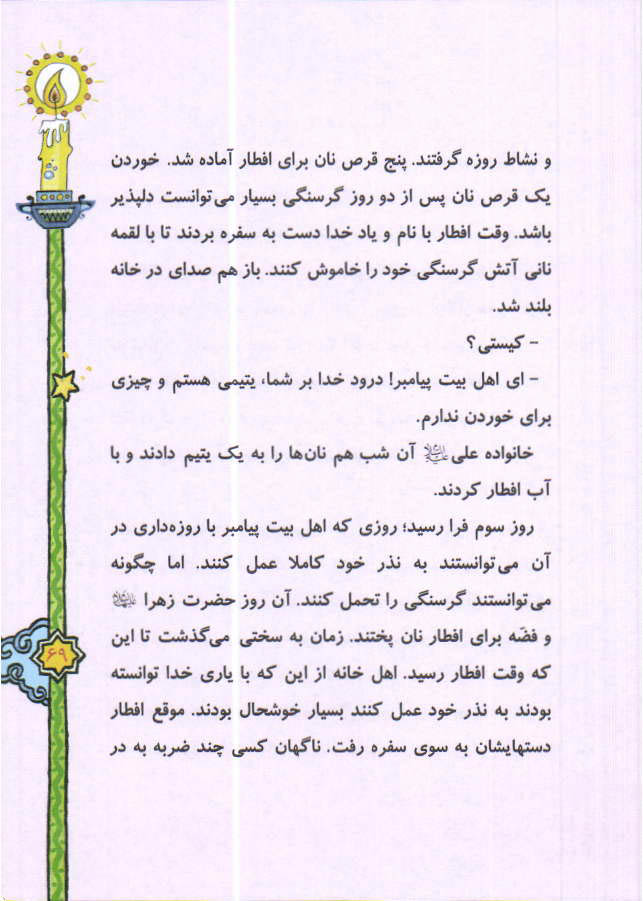 و نشاط روزه گرفتند. پنج قرص نان برای افطار آماده شد. خوردن
یک قرص نان پس از دو روز گرسنگی بسیار می‌توانست دلپذیر
باشد. وقت افطار با نام و یاد خدا دست به سفره بردند تا با لقمه
نانی آتش گرسنگی خود را خاموش کنند. باز هم صدای در خانه
بلند شد.
- کیستی؟
- ای اهل بیت پیامبر! درود خدا بر شما، یتیمی هستم و چیزی
برای خوردن ندارم.
خانواده علی علیه‌السلام آن شب هم نان‌ها را به یک یتیم دادند و با
آب افطار کردند.
روز سوم فرا رسید؛ روزی که اهل بیت پیامبر با روزه‌داری در
آن می‌توانستند به نذر خود کاملا عمل کنند. اما چگونه
می‌توانستند گرسنگی را تحمل کنند. آن روز حضرت زهرا علیهاالسلام
و فضّه برای افطار نان پختند. زمان به سختی می‌گذشت تا این
که وقت افطار رسید. اهل خانه از این که با یاری خدا توانسته
بودند به نذر خود عمل کنند بسیار خوشحال بودند. موقع افطار
دستهایشان به سوی سفره رفت. ناگهان کسی چند ضربه به در
۶۹